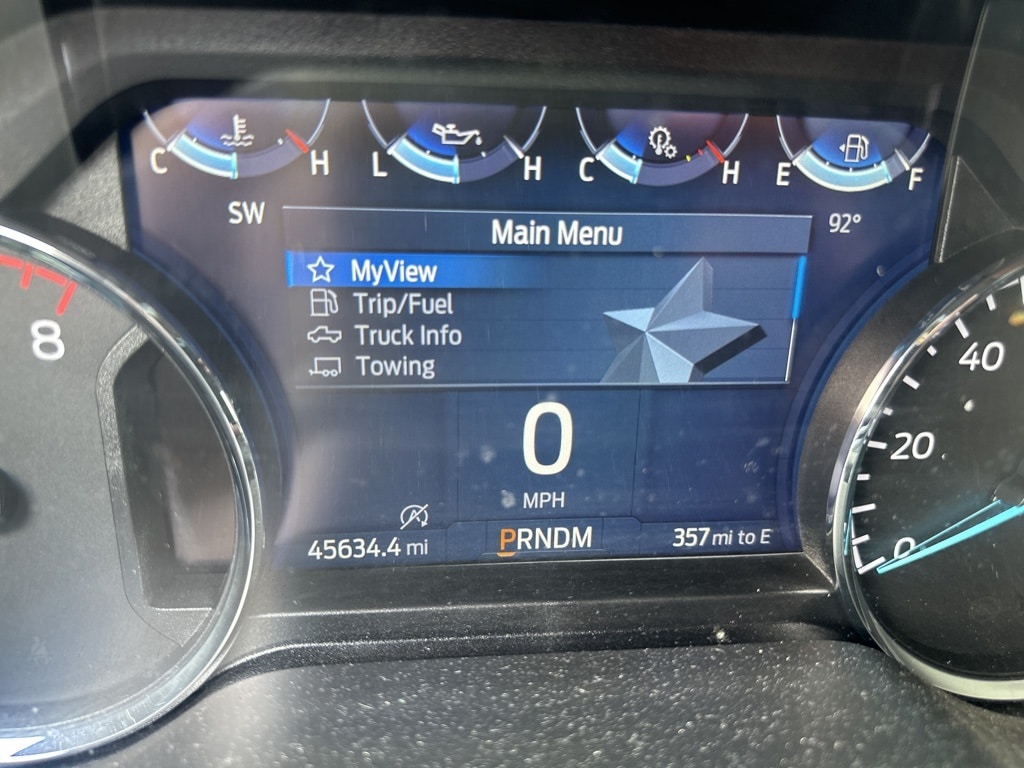 C H L H C H E F
SW
92°
Main Menu
MyView
Trip/Fuel
Truck Info
Towing
8
40
20
0
0
MPH
45634.4 mi
PRNDM
357 mi to E